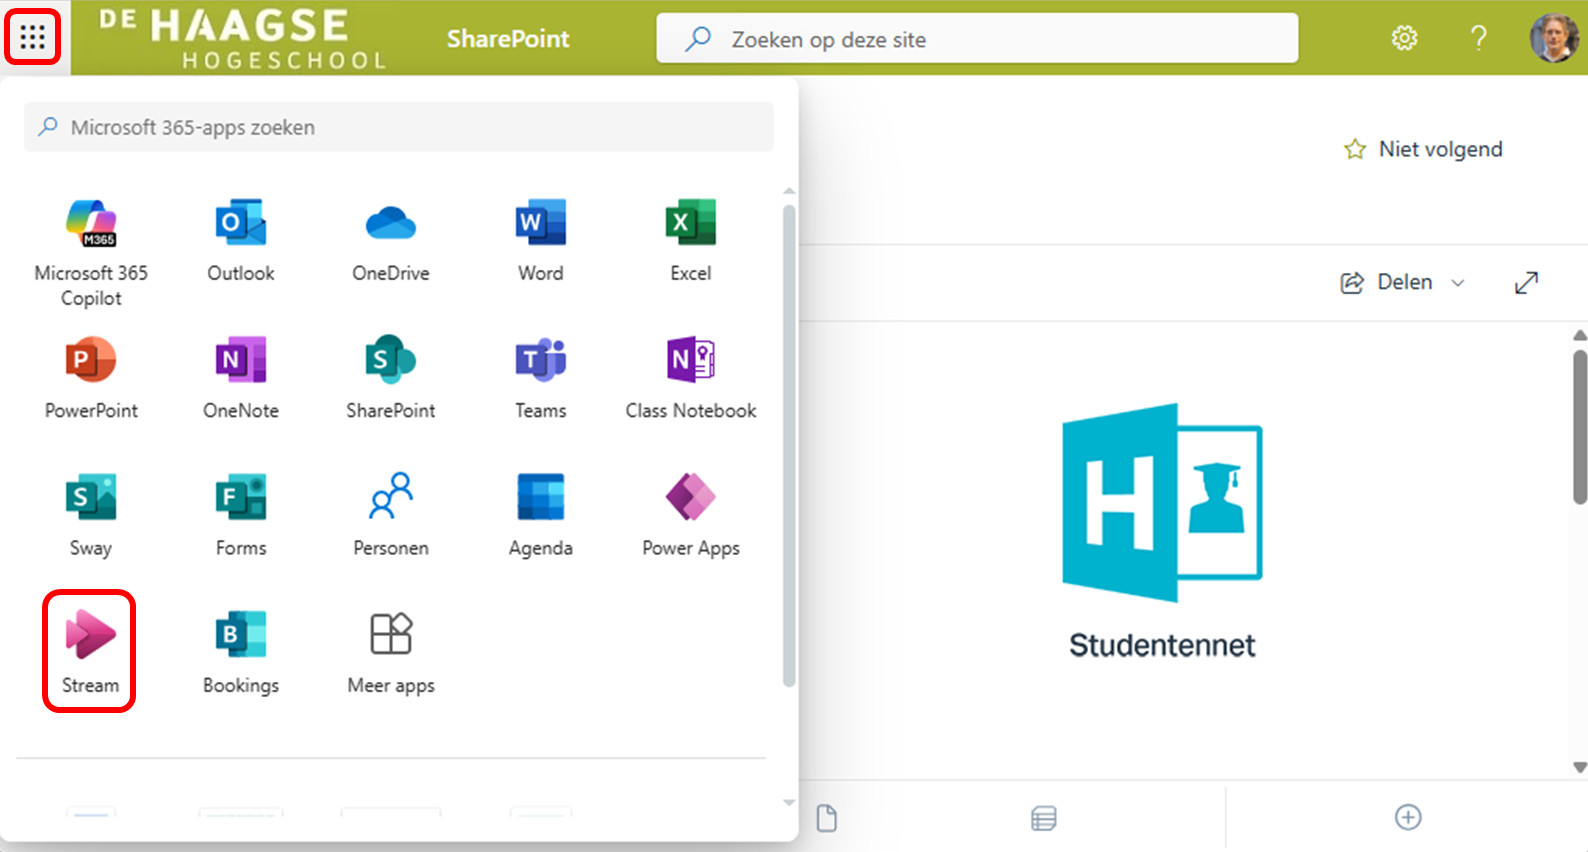 DE HAAGSE
HOGESCHOOL
SharePoint
Zoeken op deze site
?
Microsoft 365-apps zoeken
Niet volgend
M365
O
W
X
Microsoft 365
Copilot
Outlook
OneDrive
Word
Excel
Delen
P
N
S
T
N
PowerPoint
OneNote
SharePoint
Teams
Class Notebook
S
F
Sway
Forms
Personen
Agenda
Power Apps
H
B
Stream
Bookings
Meer apps
Studentennet